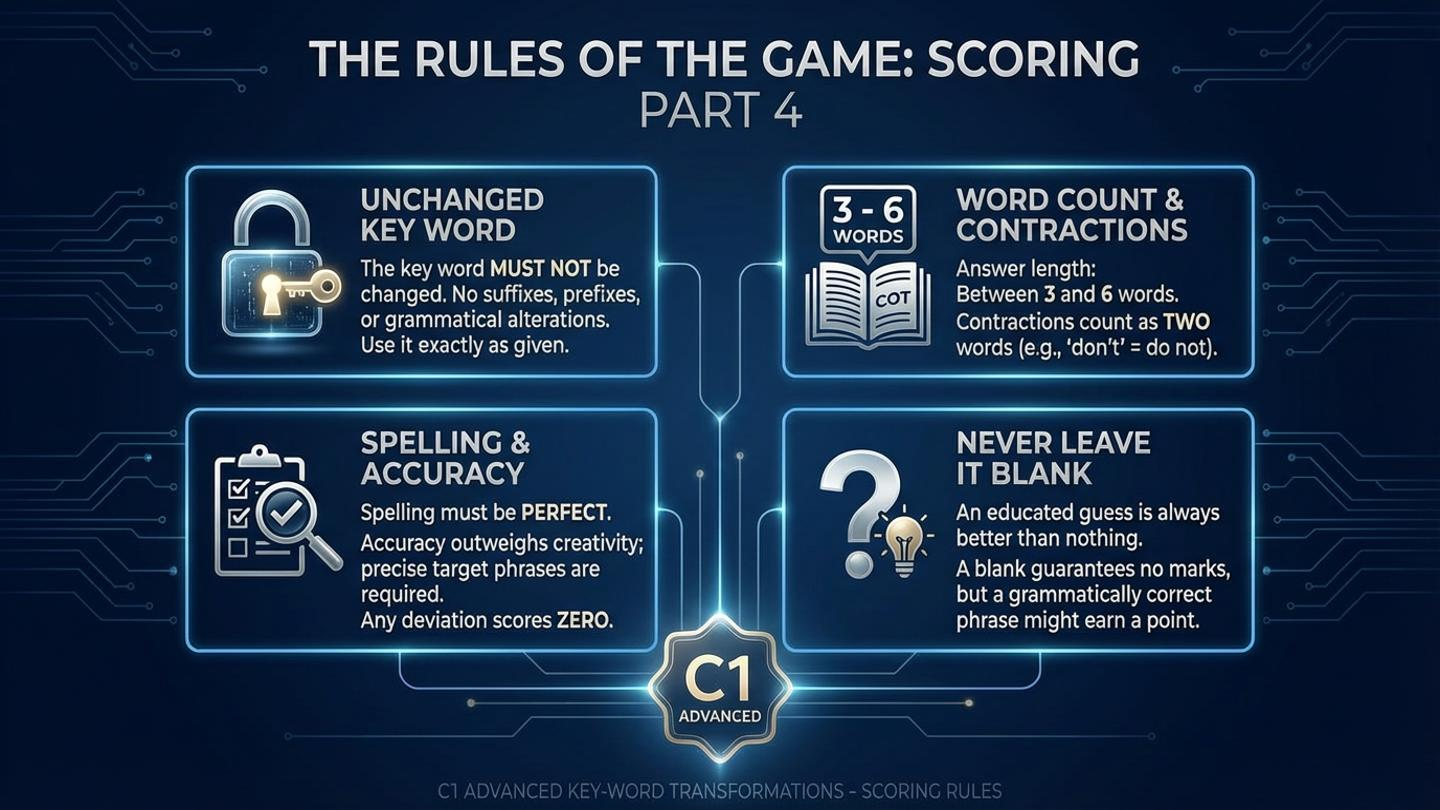 THE RULES OF THE GAME: SCORING
PART 4
UNCHANGED
KEY WORD
The key word MUST NOT be
changed. No suffixes, prefixes,
or grammatical alterations.
Use it exactly as given.
3 - 6
WORDS
COT
WORD COUNT &
CONTRACTIONS
Answer length:
Between 3 and 6 words.
Contractions count as TWO
words (e.g., ‘don’t’ = do not).
SPELLING &
ACCURACY
Spelling must be PERFECT.
Accuracy outweighs creativity;
precise target phrases are
required.
Any deviation scores ZERO.
NEVER LEAVE
IT BLANK
An educated guess is always
better than nothing.
A blank guarantees no marks,
but a grammatically correct
phrase might earn a point.
C1
ADVANCED
C1 ADVANCED KEY-WORD TRANSFORMATIONS – SCORING RULES